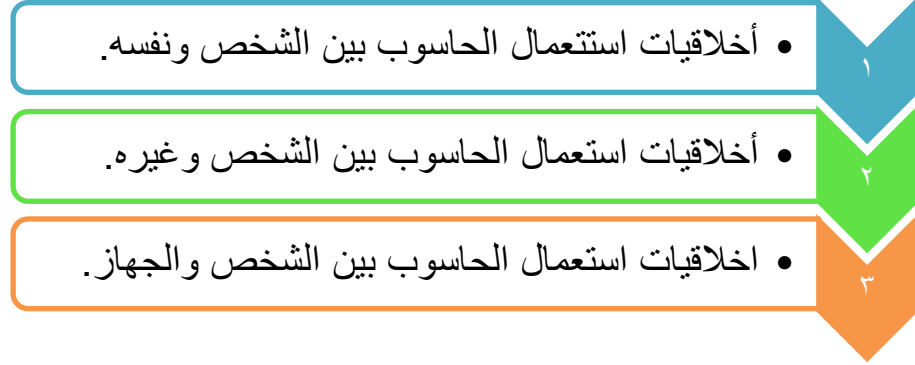 ١
• أخلاقيات استتعمال الحاسوب بين الشخص ونفسه.
٢
• أخلاقيات استعمال الحاسوب بين الشخص وغيره.
٣
• اخلاقيات استعمال الحاسوب بين الشخص والجهاز.